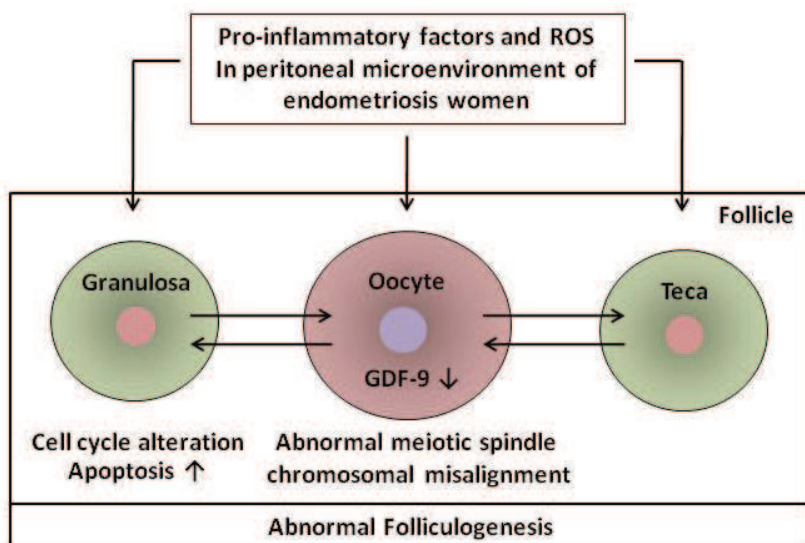 Pro-inflammatory factors and ROS
In peritoneal microenvironment of
endometriosis women
Follicle
Granulosa
Oocyte
Teca
GDF-9 ↓
Cell cycle alteration
Apoptosis ↑
Abnormal meiotic spindle
chromosomal misalignment
Abnormal Folliculogenesis